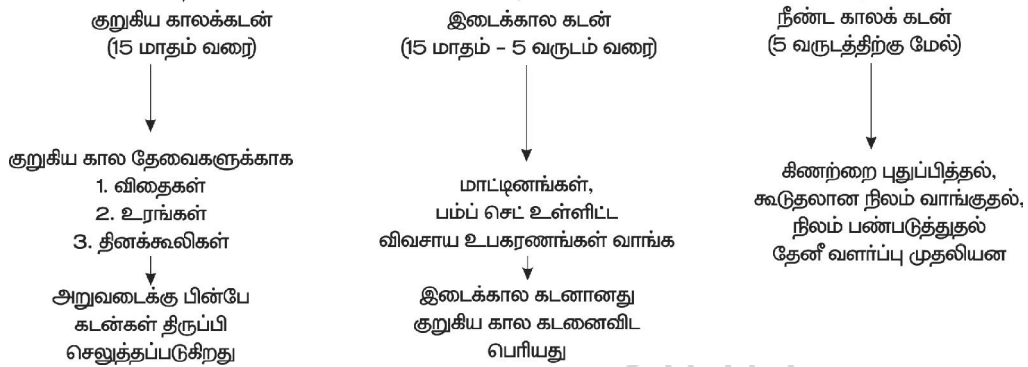 குறுகிய காலக்கடன்
(15 மாதம் வரை)
குறுகிய கால தேவைகளுக்காக
1. விதைகள்
2. உரங்கள்
3. தினக்கூலிகள்
அறுவடைக்கு பின்பே
கடன்கள் திருப்பி
செலுத்தப்படுகிறது
இடைக்கால கடன்
(15 மாதம் – 5 வருடம் வரை)
மாட்டினங்கள்,
பம்ப் செட் உள்ளிட்ட
விவசாய உபகரணங்கள் வாங்க
இடைக்கால கடனானது
குறுகிய கால கடனைவிட
பெரியது
நீண்ட காலக் கடன்
(5 வருடத்திற்கு மேல்)
கிணற்றை புதுப்பித்தல்,
கூடுதலான நிலம் வாங்குதல்,
நிலம் பண்படுத்துதல்
தேனீ வளர்ப்பு முதலியன